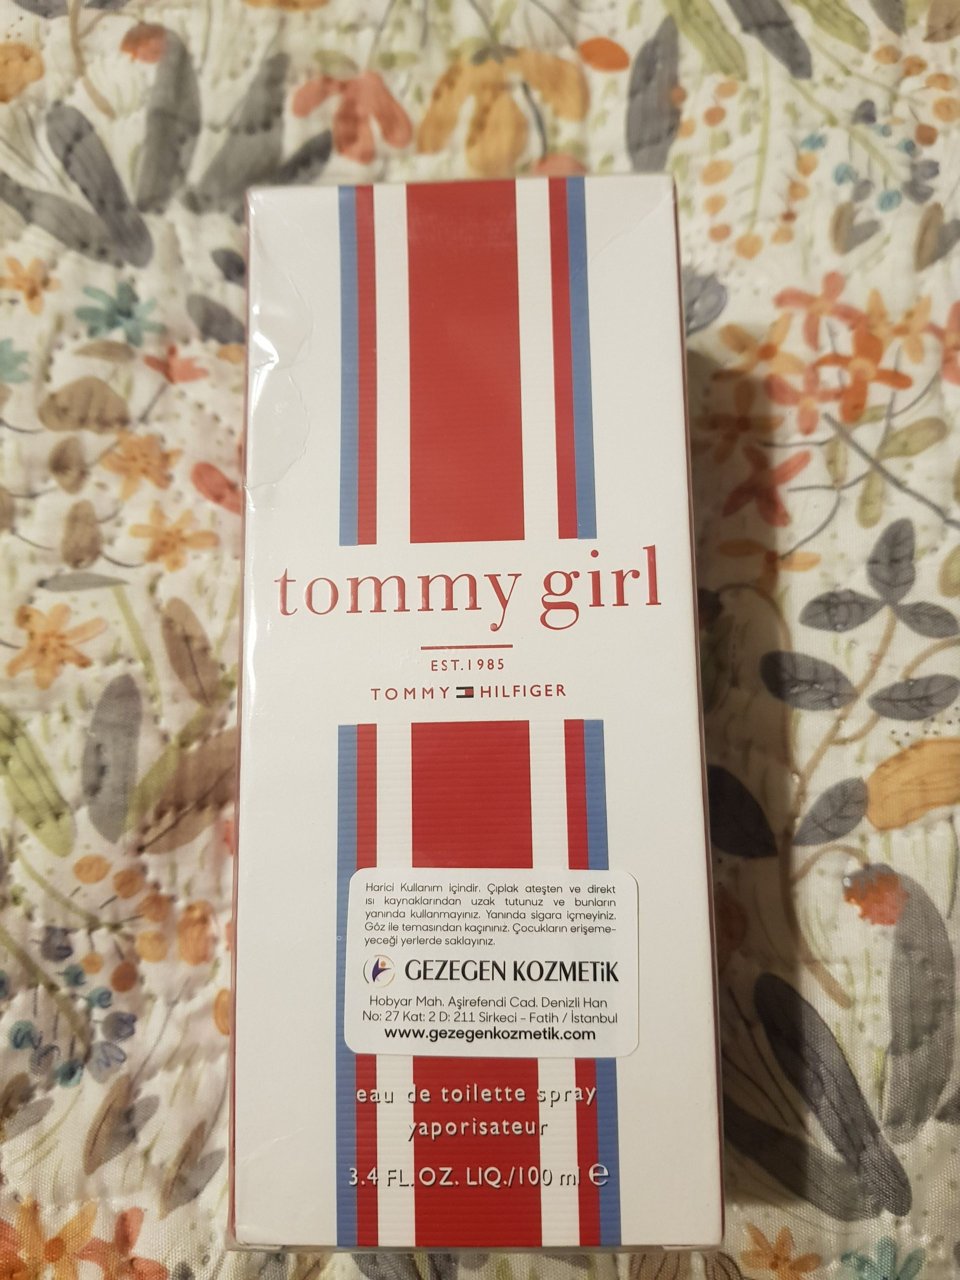 tommy girl
EST.1985
TOMMY HILFIGER
Harici Kullanım içindir. Çıplak ateşten ve direkt
ısı kaynaklarından uzak tutunuz ve bunların
yanında kullanmayınız. Yanında sigara içmeyiniz.
Göz ile temasından kaçınınız. Çocukların erişeme-
yeceği yerlerde saklayınız.
GEZEGEN KOZMETiK
Hobyar Mah. Aşirefendi Cad. Denizli Han
No: 27 Kat: 2 D: 211 Sirkeci - Fatih / İstanbul
www.gezegenkozmetik.com
eau de toilette spray
vaporisateur
3.4 FL. OZ. LIQ./100 ml e